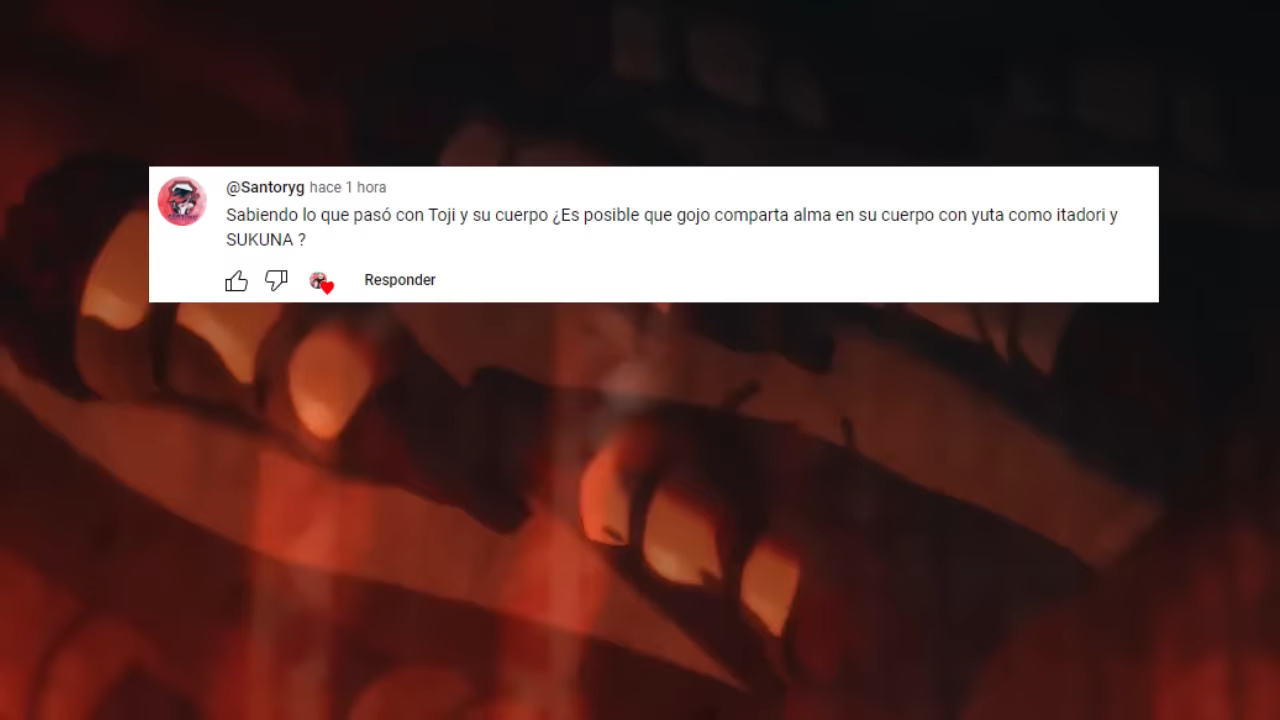 @Santoryg hace 1 hora
Sabiendo lo que pasó con Toji y su cuerpo ¿Es posible que gojo comparta alma en su cuerpo con yuta como itadori y
SUKUNA ?
Responder